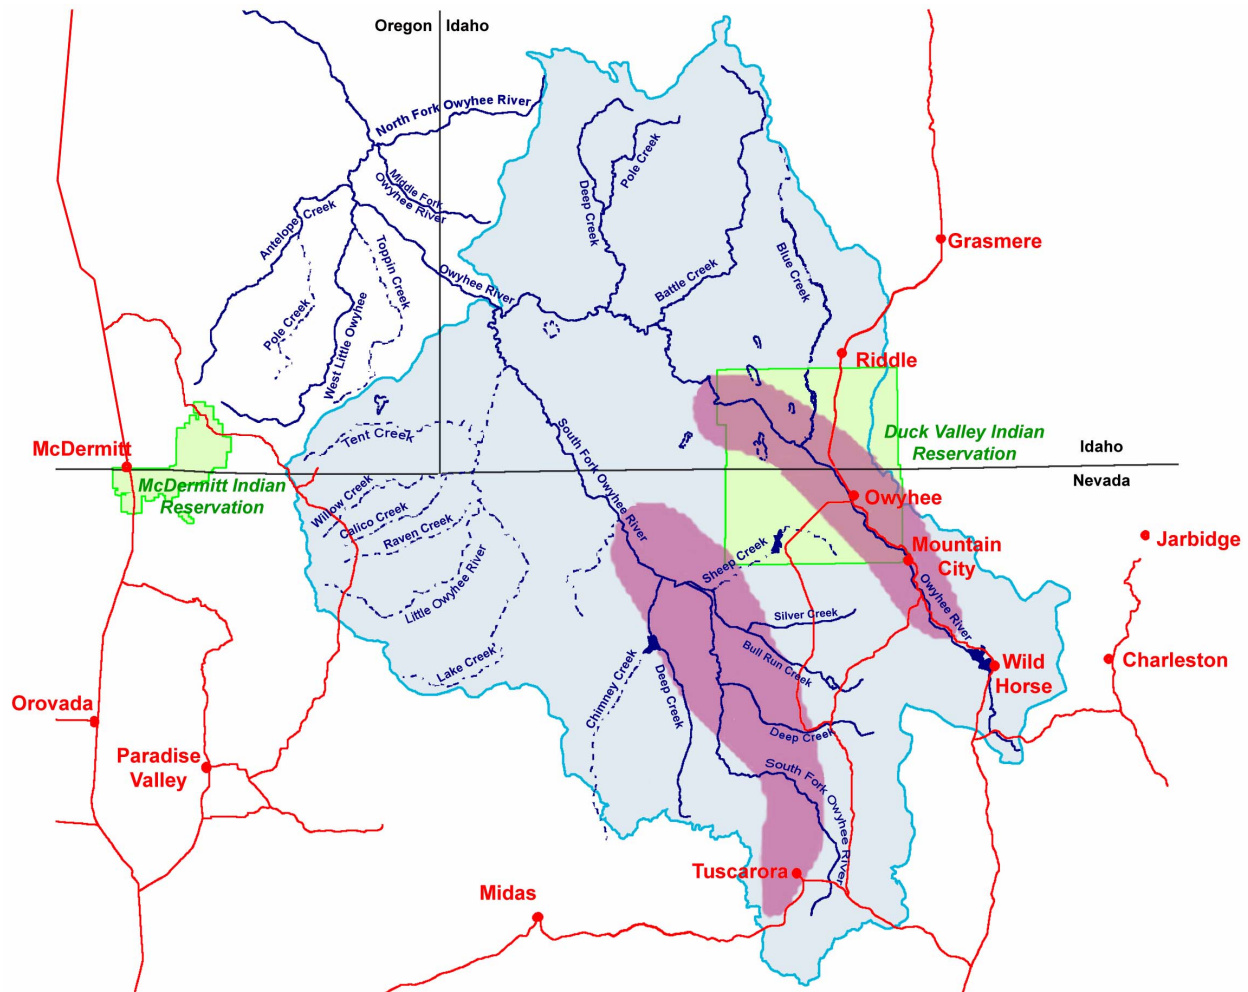 Oregon
Idaho
North Fork Owyhee River
Middle Fork
Owyhee River
Antelope Creek
Deep Creek
Pole Creek
Toppin Creek
Owyhee River
Grasmere
Battle Creek
Blue Creek
Pole Creek
West Little Owyhee
Riddle
Tent Creek
South Fork Owyhee River
Duck Valley Indian
Reservation
Idaho
Nevada
McDermitt
McDermitt Indian
Reservation
Willow Creek
Calico Creek
Raven Creek
Owyhee
Mountain
City
Jarbidge
Sheep Creek
Little Owyhee River
Owyhee River
Silver Creek
Bull Run Creek
Lake Creek
Chimney Creek
Deep Creek
Wild
Horse
Charleston
Orovada
Deep Creek
Paradise
Valley
South Fork Owyhee River
Tuscarora
Midas